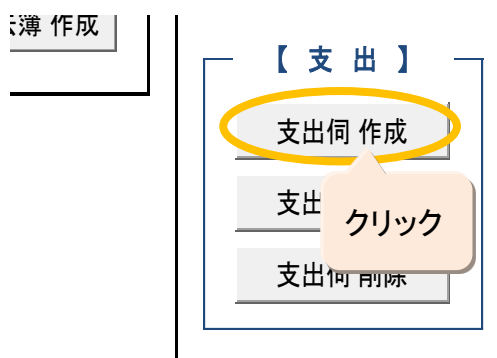 簿 作成
【 支 出 】
支出伺 作成
支出
クリック
支出伺 削除